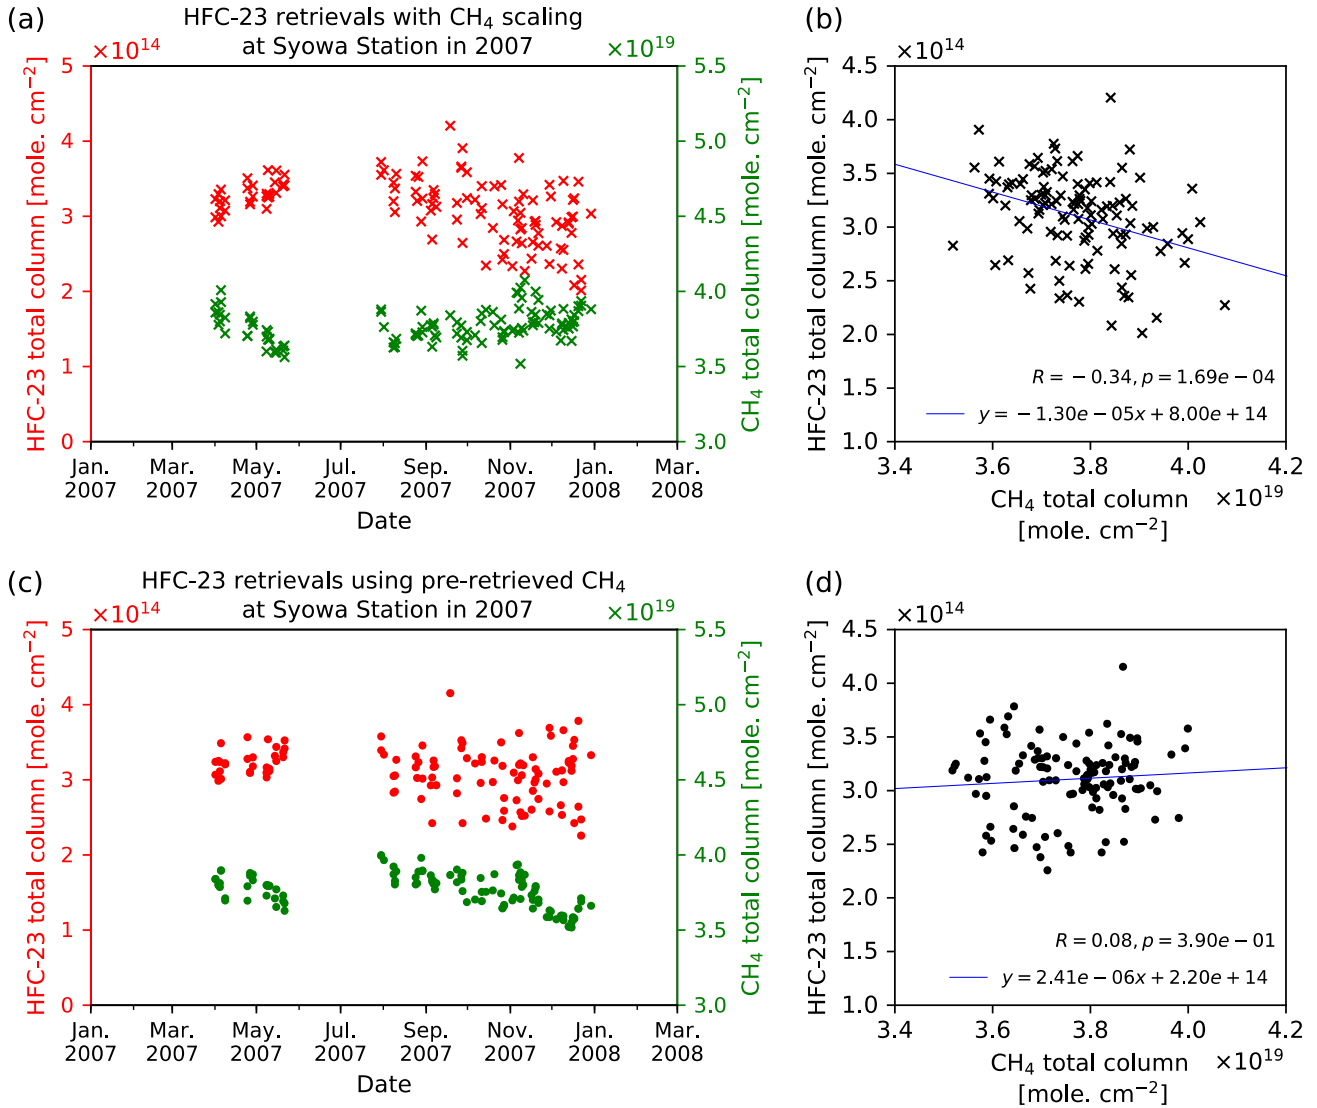 (a)
HFC-23 retrievals with CH₄ scaling
at Syowa Station in 2007
×10¹⁴
×10¹⁹
HFC-23 total column [mole. cm⁻²]
5
4
3
2
1
0
CH₄ total column [mole. cm⁻²]
5.5
5.0
4.5
4.0
3.5
3.0
Jan. Mar. May. Jul. Sep. Nov. Jan. Mar.
2007 2007 2007 2007 2007 2007 2008 2008
Date
(b)
×10¹⁴
HFC-23 total column [mole. cm⁻²]
4.5
4.0
3.5
3.0
2.5
2.0
1.5
1.0
R = −0.34, p = 1.69e − 04
y = −1.30e − 05x + 8.00e + 14
3.4 3.6 3.8 4.0 4.2
CH₄ total column ×10¹⁹
[mole. cm⁻²]
(c)
HFC-23 retrievals using pre-retrieved CH₄
at Syowa Station in 2007
×10¹⁴
×10¹⁹
HFC-23 total column [mole. cm⁻²]
5
4
3
2
1
0
CH₄ total column [mole. cm⁻²]
5.5
5.0
4.5
4.0
3.5
3.0
Jan. Mar. May. Jul. Sep. Nov. Jan. Mar.
2007 2007 2007 2007 2007 2007 2008 2008
Date
(d)
×10¹⁴
HFC-23 total column [mole. cm⁻²]
4.5
4.0
3.5
3.0
2.5
2.0
1.5
1.0
R = 0.08, p = 3.90e − 01
y = 2.41e − 06x + 2.20e + 14
3.4 3.6 3.8 4.0 4.2
CH₄ total column ×10¹⁹
[mole. cm⁻²]